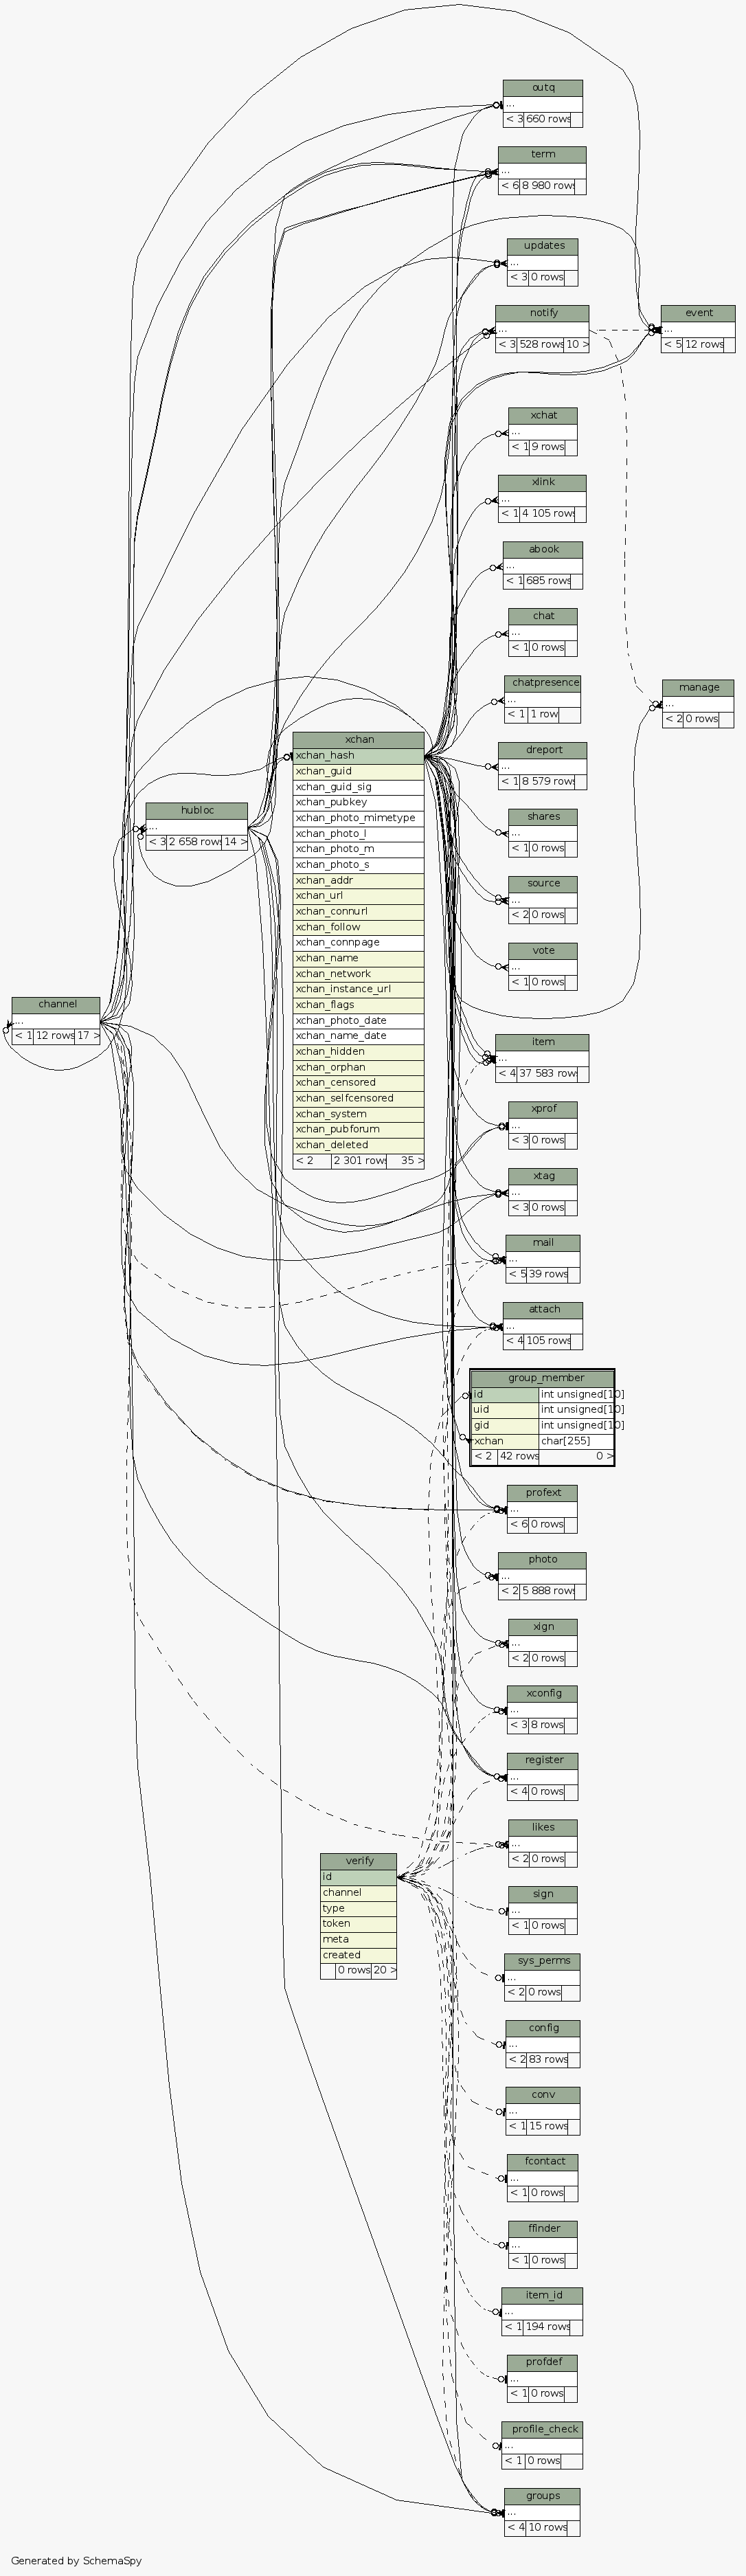 outq
...
< 3 660 rows
term
...
< 6 8 980 rows
updates
...
< 3 0 rows
notify
...
< 3 528 rows 10 >
event
...
< 5 12 rows
xchat
...
< 1 9 rows
xlink
...
< 1 4 105 rows
abook
...
< 1 685 rows
chat
...
< 1 0 rows
chatpresence
...
< 1 1 row
manage
...
< 2 0 rows
xchan
xchan_hash
xchan_guid
xchan_guid_sig
xchan_pubkey
xchan_photo_mimetype
xchan_photo_l
xchan_photo_m
xchan_photo_s
xchan_addr
xchan_url
xchan_connurl
xchan_follow
xchan_connpage
xchan_name
xchan_network
xchan_instance_url
xchan_flags
xchan_photo_date
xchan_name_date
xchan_hidden
xchan_orphan
xchan_censored
xchan_selfcensored
xchan_system
xchan_pubforum
xchan_deleted
< 2 2 301 rows 35 >
dreport
...
< 1 8 579 rows
hubloc
...
< 3 2 658 rows 14 >
shares
...
< 1 0 rows
source
...
< 2 0 rows
vote
...
< 1 0 rows
channel
...
< 1 12 rows 17 >
item
...
< 4 37 583 rows
xprof
...
< 3 0 rows
xtag
...
< 3 0 rows
mail
...
< 5 39 rows
attach
...
< 4 105 rows
group_member
id int unsigned[10]
uid int unsigned[10]
gid int unsigned[10]
xchan char[255]
< 2 42 rows 0 >
profext
...
< 6 0 rows
photo
...
< 2 5 888 rows
xign
...
< 2 0 rows
xconfig
...
< 3 8 rows
register
...
< 4 0 rows
likes
...
< 2 0 rows
verify
id
channel
type
token
meta
created
0 rows 20 >
sign
...
< 1 0 rows
sys_perms
...
< 2 0 rows
config
...
< 2 83 rows
conv
...
< 1 15 rows
fcontact
...
< 1 0 rows
ffinder
...
< 1 0 rows
item_id
...
< 1 194 rows
profdef
...
< 1 0 rows
profile_check
...
< 1 0 rows
groups
...
< 4 10 rows
Generated by SchemaSpy